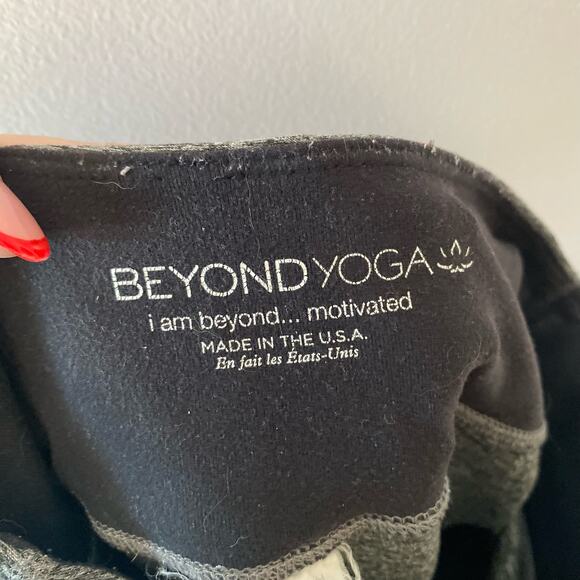 BEYOND YOGA
i am beyond... motivated
MADE IN THE U.S.A.
En fait les États-Unis